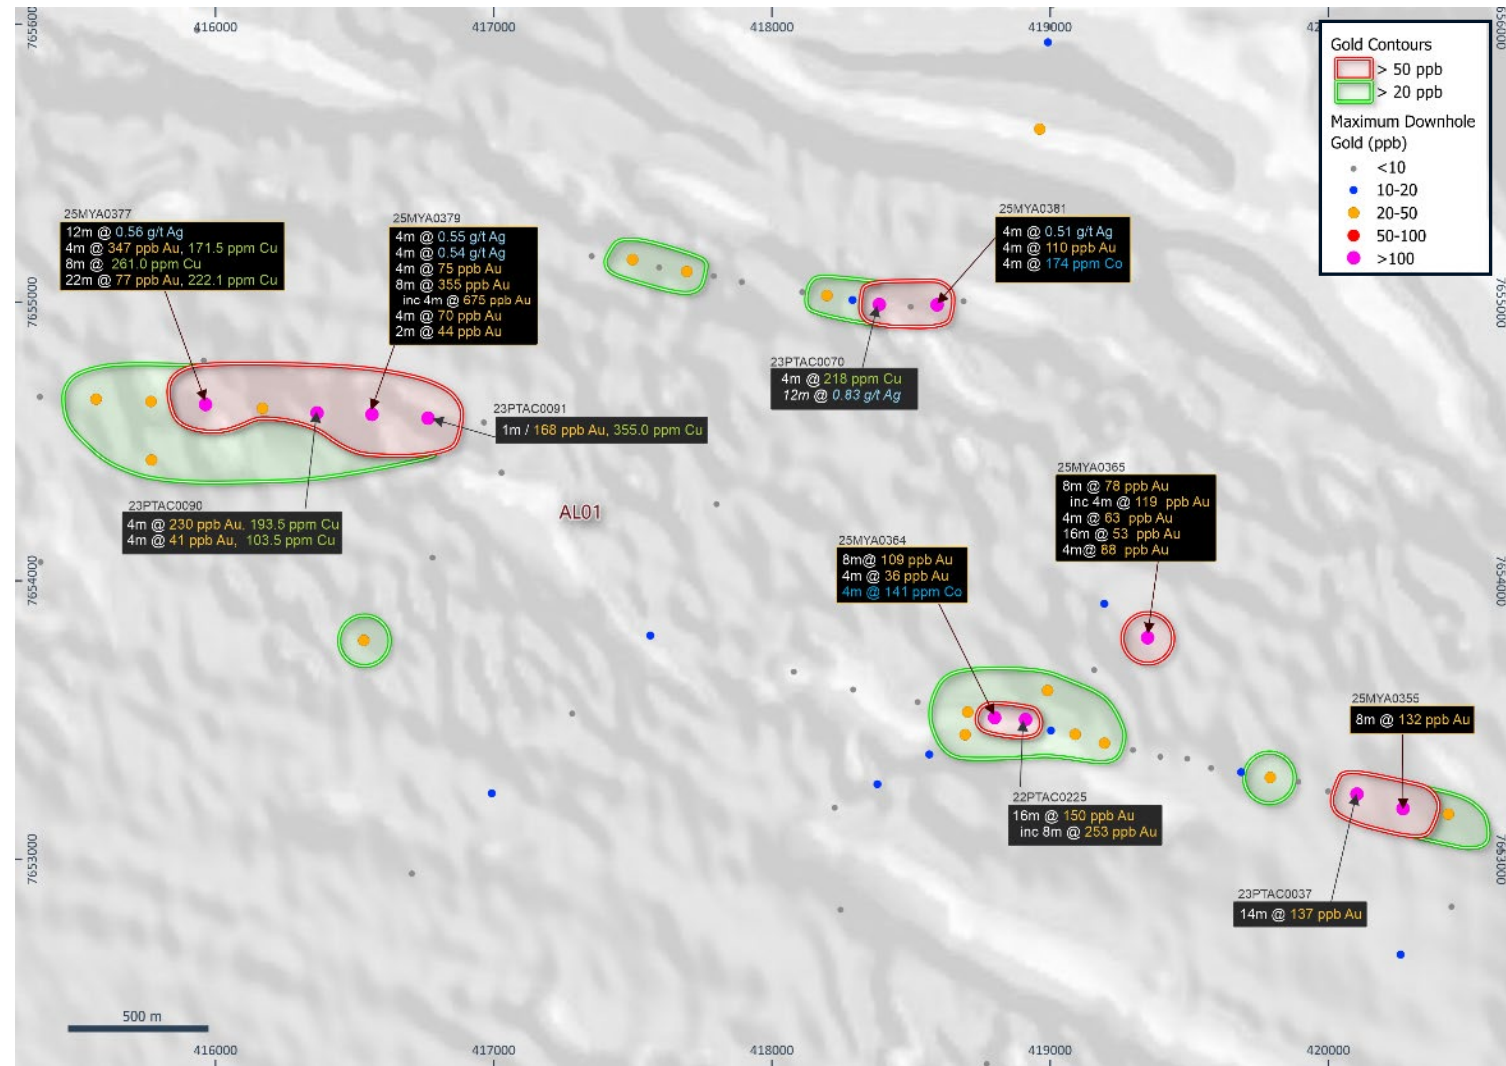 416000
417000
418000
419000
7655000
7654000
7653000
7655000
7654000
Gold Contours
> 50 ppb
> 20 ppb
Maximum Downhole
Gold (ppb)
<10
10-20
20-50
50-100
>100
25MYA0377
12m @ 0.56 g/t Ag
4m @ 347 ppb Au, 171.5 ppm Cu
8m @ 261.0 ppm Cu
22m @ 77 ppb Au, 222.1 ppm Cu
25MYA0379
4m @ 0.55 g/t Ag
4m @ 0.54 g/t Ag
4m @ 75 ppb Au
8m @ 355 ppb Au
inc 4m @ 675 ppb Au
4m @ 70 ppb Au
2m @ 44 ppb Au
25MYA0381
4m @ 0.51 g/t Ag
4m @ 110 ppb Au
4m @ 174 ppm Co
23PTAC0070
4m @ 218 ppm Cu
12m @ 0.83 g/t Ag
23PTAC0091
1m / 168 ppb Au, 355.0 ppm Cu
23PTAC0090
4m @ 230 ppb Au, 193.5 ppm Cu
4m @ 41 ppb Au, 103.5 ppm Cu
AL01
25MYA0365
8m @ 78 ppb Au
inc 4m @ 119 ppb Au
4m @ 63 ppb Au
16m @ 53 ppb Au
4m@ 88 ppb Au
25MYA0364
8m@ 109 ppb Au
4m @ 36 ppb Au
4m @ 141 ppm Co
25MYA0355
8m @ 132 ppb Au
22PTAC0225
16m @ 150 ppb Au
inc 8m @ 253 ppb Au
23PTAC0037
14m @ 137 ppb Au
500 m
416000
417000
418000
419000
420000